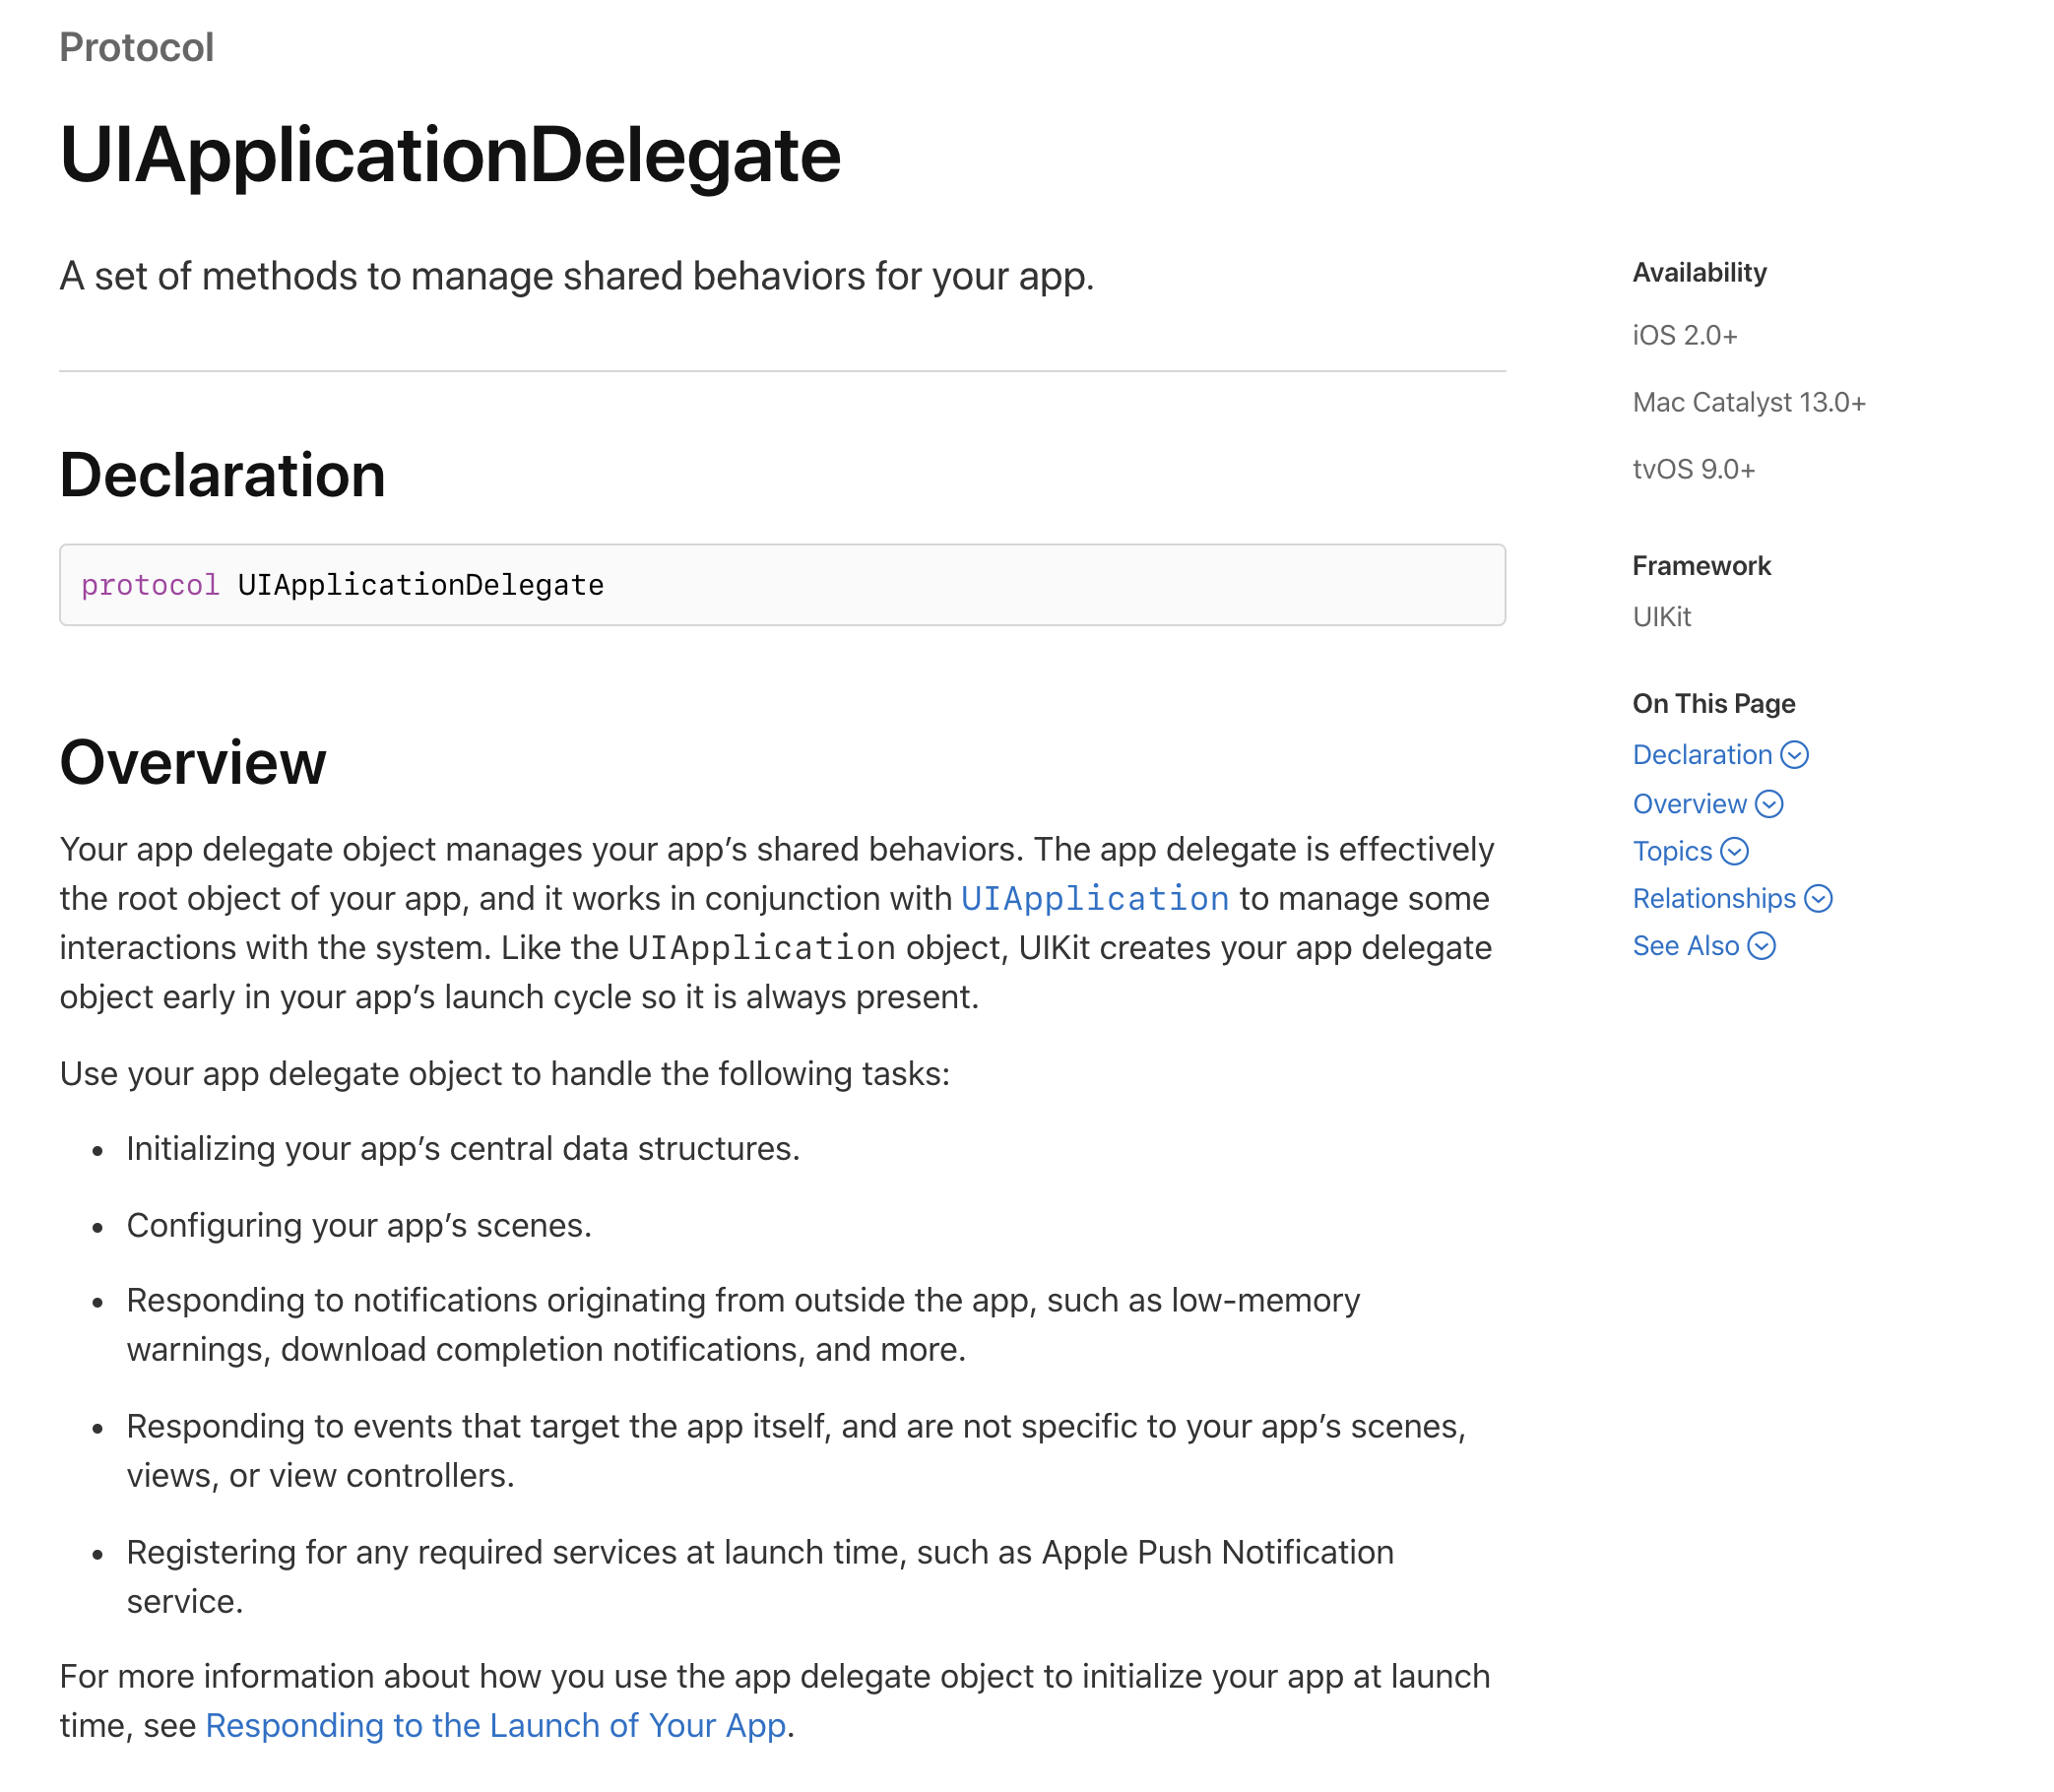 Protocol
UIApplicationDelegate
A set of methods to manage shared behaviors for your app.
Declaration
protocol UIApplicationDelegate
Overview
Your app delegate object manages your app’s shared behaviors. The app delegate is effectively
the root object of your app, and it works in conjunction with UIApplication to manage some
interactions with the system. Like the UIApplication object, UIKit creates your app delegate
object early in your app’s launch cycle so it is always present.
Use your app delegate object to handle the following tasks:
• Initializing your app’s central data structures.
• Configuring your app’s scenes.
• Responding to notifications originating from outside the app, such as low-memory
warnings, download completion notifications, and more.
• Responding to events that target the app itself, and are not specific to your app’s scenes,
views, or view controllers.
• Registering for any required services at launch time, such as Apple Push Notification
service.
For more information about how you use the app delegate object to initialize your app at launch
time, see Responding to the Launch of Your App.
Availability
iOS 2.0+
Mac Catalyst 13.0+
tvOS 9.0+
Framework
UIKit
On This Page
Declaration
Overview
Topics
Relationships
See Also